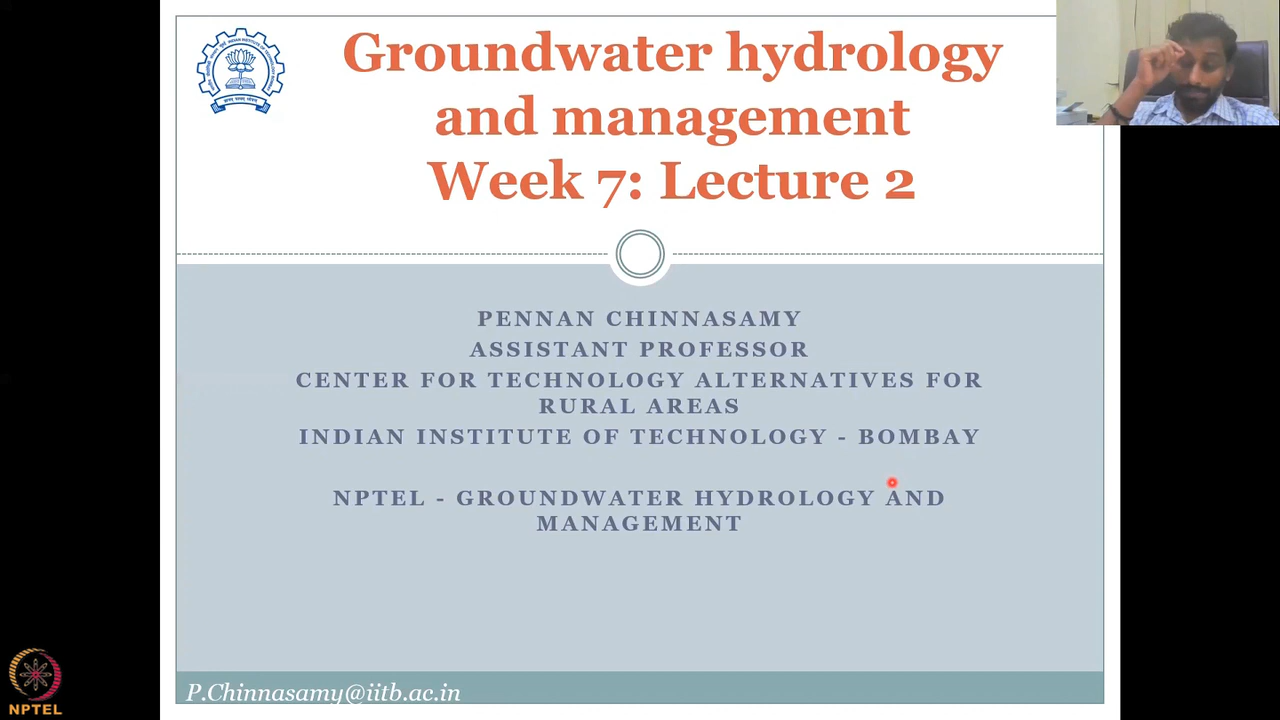 Groundwater hydrology
and management
Week 7: Lecture 2
PENNAN CHINNASAMY
ASSISTANT PROFESSOR
CENTER FOR TECHNOLOGY ALTERNATIVES FOR
RURAL AREAS
INDIAN INSTITUTE OF TECHNOLOGY - BOMBAY
NPTEL - GROUNDWATER HYDROLOGY AND
MANAGEMENT
P.Chinnasamy@iitb.ac.in
NPTEL